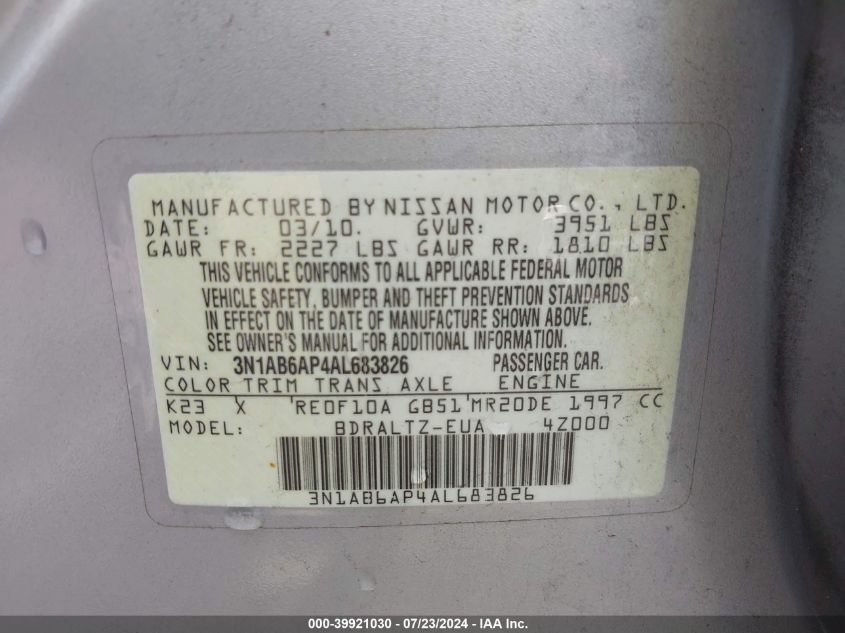 MANUFACTURED BY NISSAN MOTOR CO., LTD.
DATE: 03/10. GVWR: 3951 LBS
GAWR FR: 2227 LBS GAWR RR: 1810 LBS
THIS VEHICLE CONFORMS TO ALL APPLICABLE FEDERAL MOTOR
VEHICLE SAFETY, BUMPER AND THEFT PREVENTION STANDARDS
IN EFFECT ON THE DATE OF MANUFACTURE SHOWN ABOVE.
SEE OWNER'S MANUAL FOR ADDITIONAL INFORMATION.
VIN: 3N1AB6AP4AL683826 PASSENGER CAR.
COLOR TRIM TRANS AXLE ENGINE
K23 X RE0F10A GB51 MR20DE 1997 CC
MODEL: BDRALTZ-EUA 4Z000
3N1AB6AP4AL683826
000-39921030 - 07/23/2024 - IAA Inc.